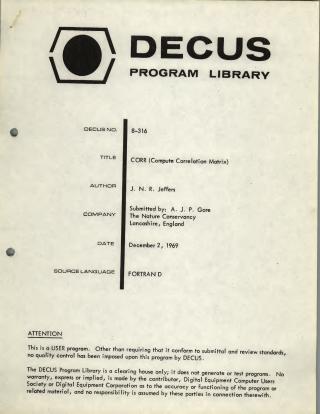 DECUS
PROGRAM LIBRARY
DECUS NO. 8-316
TITLE CORR (Compute Correlation Matrix)
AUTHOR J. N. R. Jeffers
COMPANY Submitted by: A. J. P. Gore
The Nature Conservancy
Lancashire, England
DATE December 2, 1969
SOURCE LANGUAGE FORTRAN D
ATTENTION
This is a USER program. Other than requiring that it conform to submittal and review standards,
no quality control has been imposed upon this program by DECUS.
The DECUS Program Library is a clearing house only; it does not generate or test programs. No
warranty, express or implied, is made by the contributor, Digital Equipment Computer Users
Society or Digital Equipment Corporation as to the accuracy or functioning of the program or
related material, and no responsibility is assumed by these parties in connection therewith.